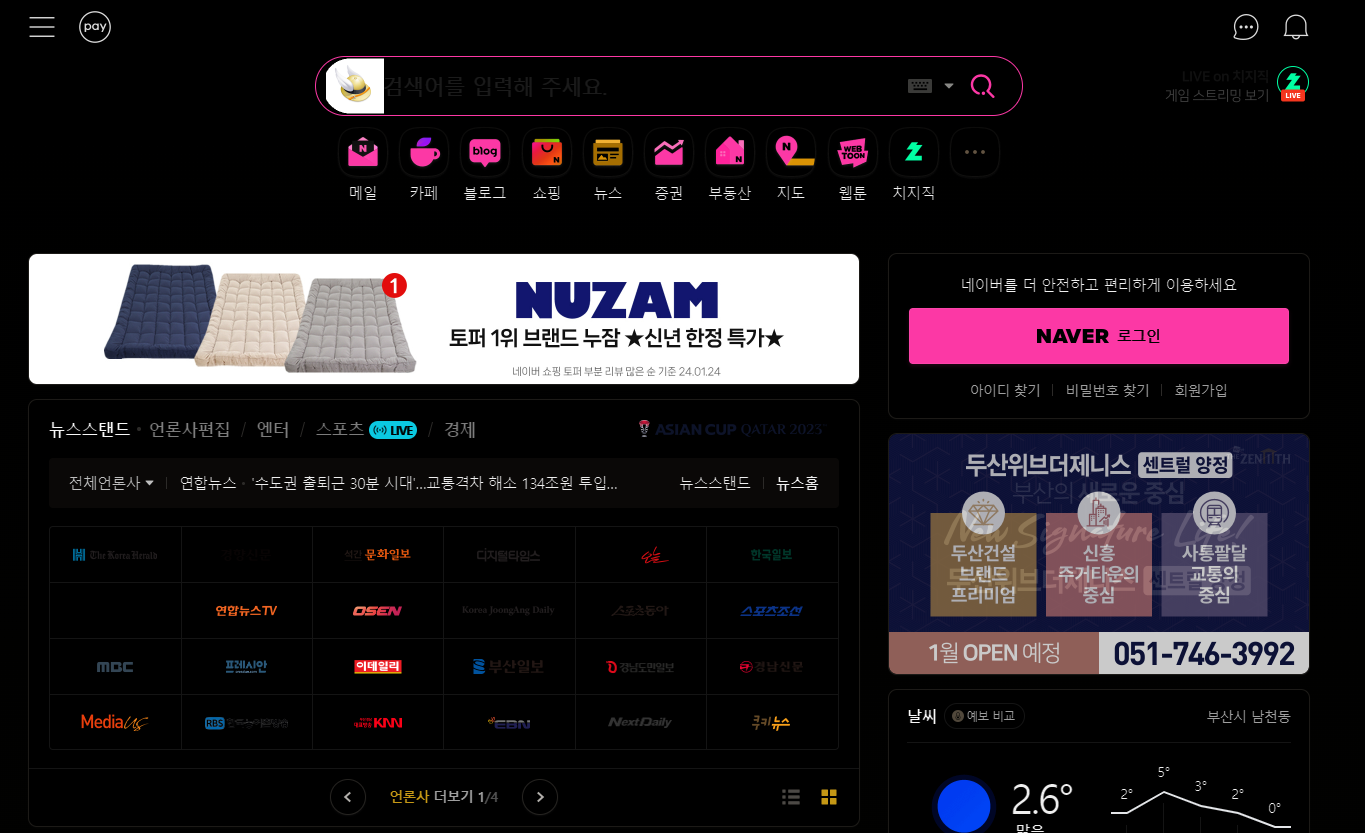 pay
검색어를 입력해 주세요.
LIVE on 치지직
게임 스트리밍 보기
LIVE
N
blog
N
N
N
WEB
TOON
메일
카페
블로그
쇼핑
뉴스
증권
부동산
지도
웹툰
치지직
1
NUZAM
토퍼 1위 브랜드 누잠 ★신년 한정 특가★
네이버 쇼핑 토퍼 부분 리뷰 많은 순 기준 24.01.24
네이버를 더 안전하고 편리하게 이용하세요
NAVER 로그인
아이디 찾기
비밀번호 찾기
회원가입
뉴스스탠드 · 언론사편집 / 엔터 / 스포츠 LIVE / 경제
ASIAN CUP QATAR 2023
전체언론사
연합뉴스 · '수도권 출퇴근 30분 시대'...교통격차 해소 134조원 투입...
뉴스스탠드
뉴스홈
The Korea Herald
석간 문화일보
디지털타임스
한국일보
연합뉴스TV
OSEN
Korea JoongAng Daily
스포츠동아
스포츠조선
MBC
프레시안
이데일리
부산일보
경남도민일보
경남신문
Mediaus
RBS
KNN
EBN
NextDaily
쿠키뉴스
언론사 더보기 1/4
두산위브더제니스 센트럴 양정
ZENITH
부산의 새로운 중심
New Signature Life!
두산위브더제니스 센트럴 양정
두산건설
브랜드
프리미엄
신흥
주거타운의
중심
사통팔달
교통의
중심
1월 OPEN 예정
051-746-3992
날씨
예보 비교
부산시 남천동
2.6°
맑음
2°
5°
3°
2°
0°